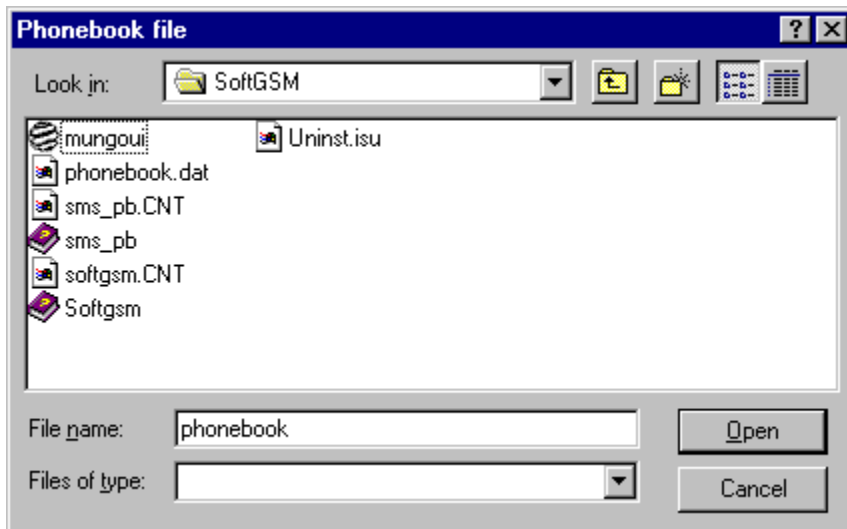 Phonebook file
Look in: SoftGSM
mungoui Uninst.isu
phonebook.dat
sms_pb.CNT
sms_pb
softgsm.CNT
Softgsm
File name: phonebook Open
Files of type: Cancel